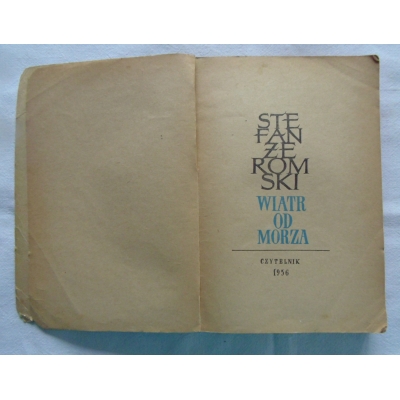 STE
FAN
ŻE
ROM
SKI
WIATR
OD
MORZA
CZYTELNIK
1956